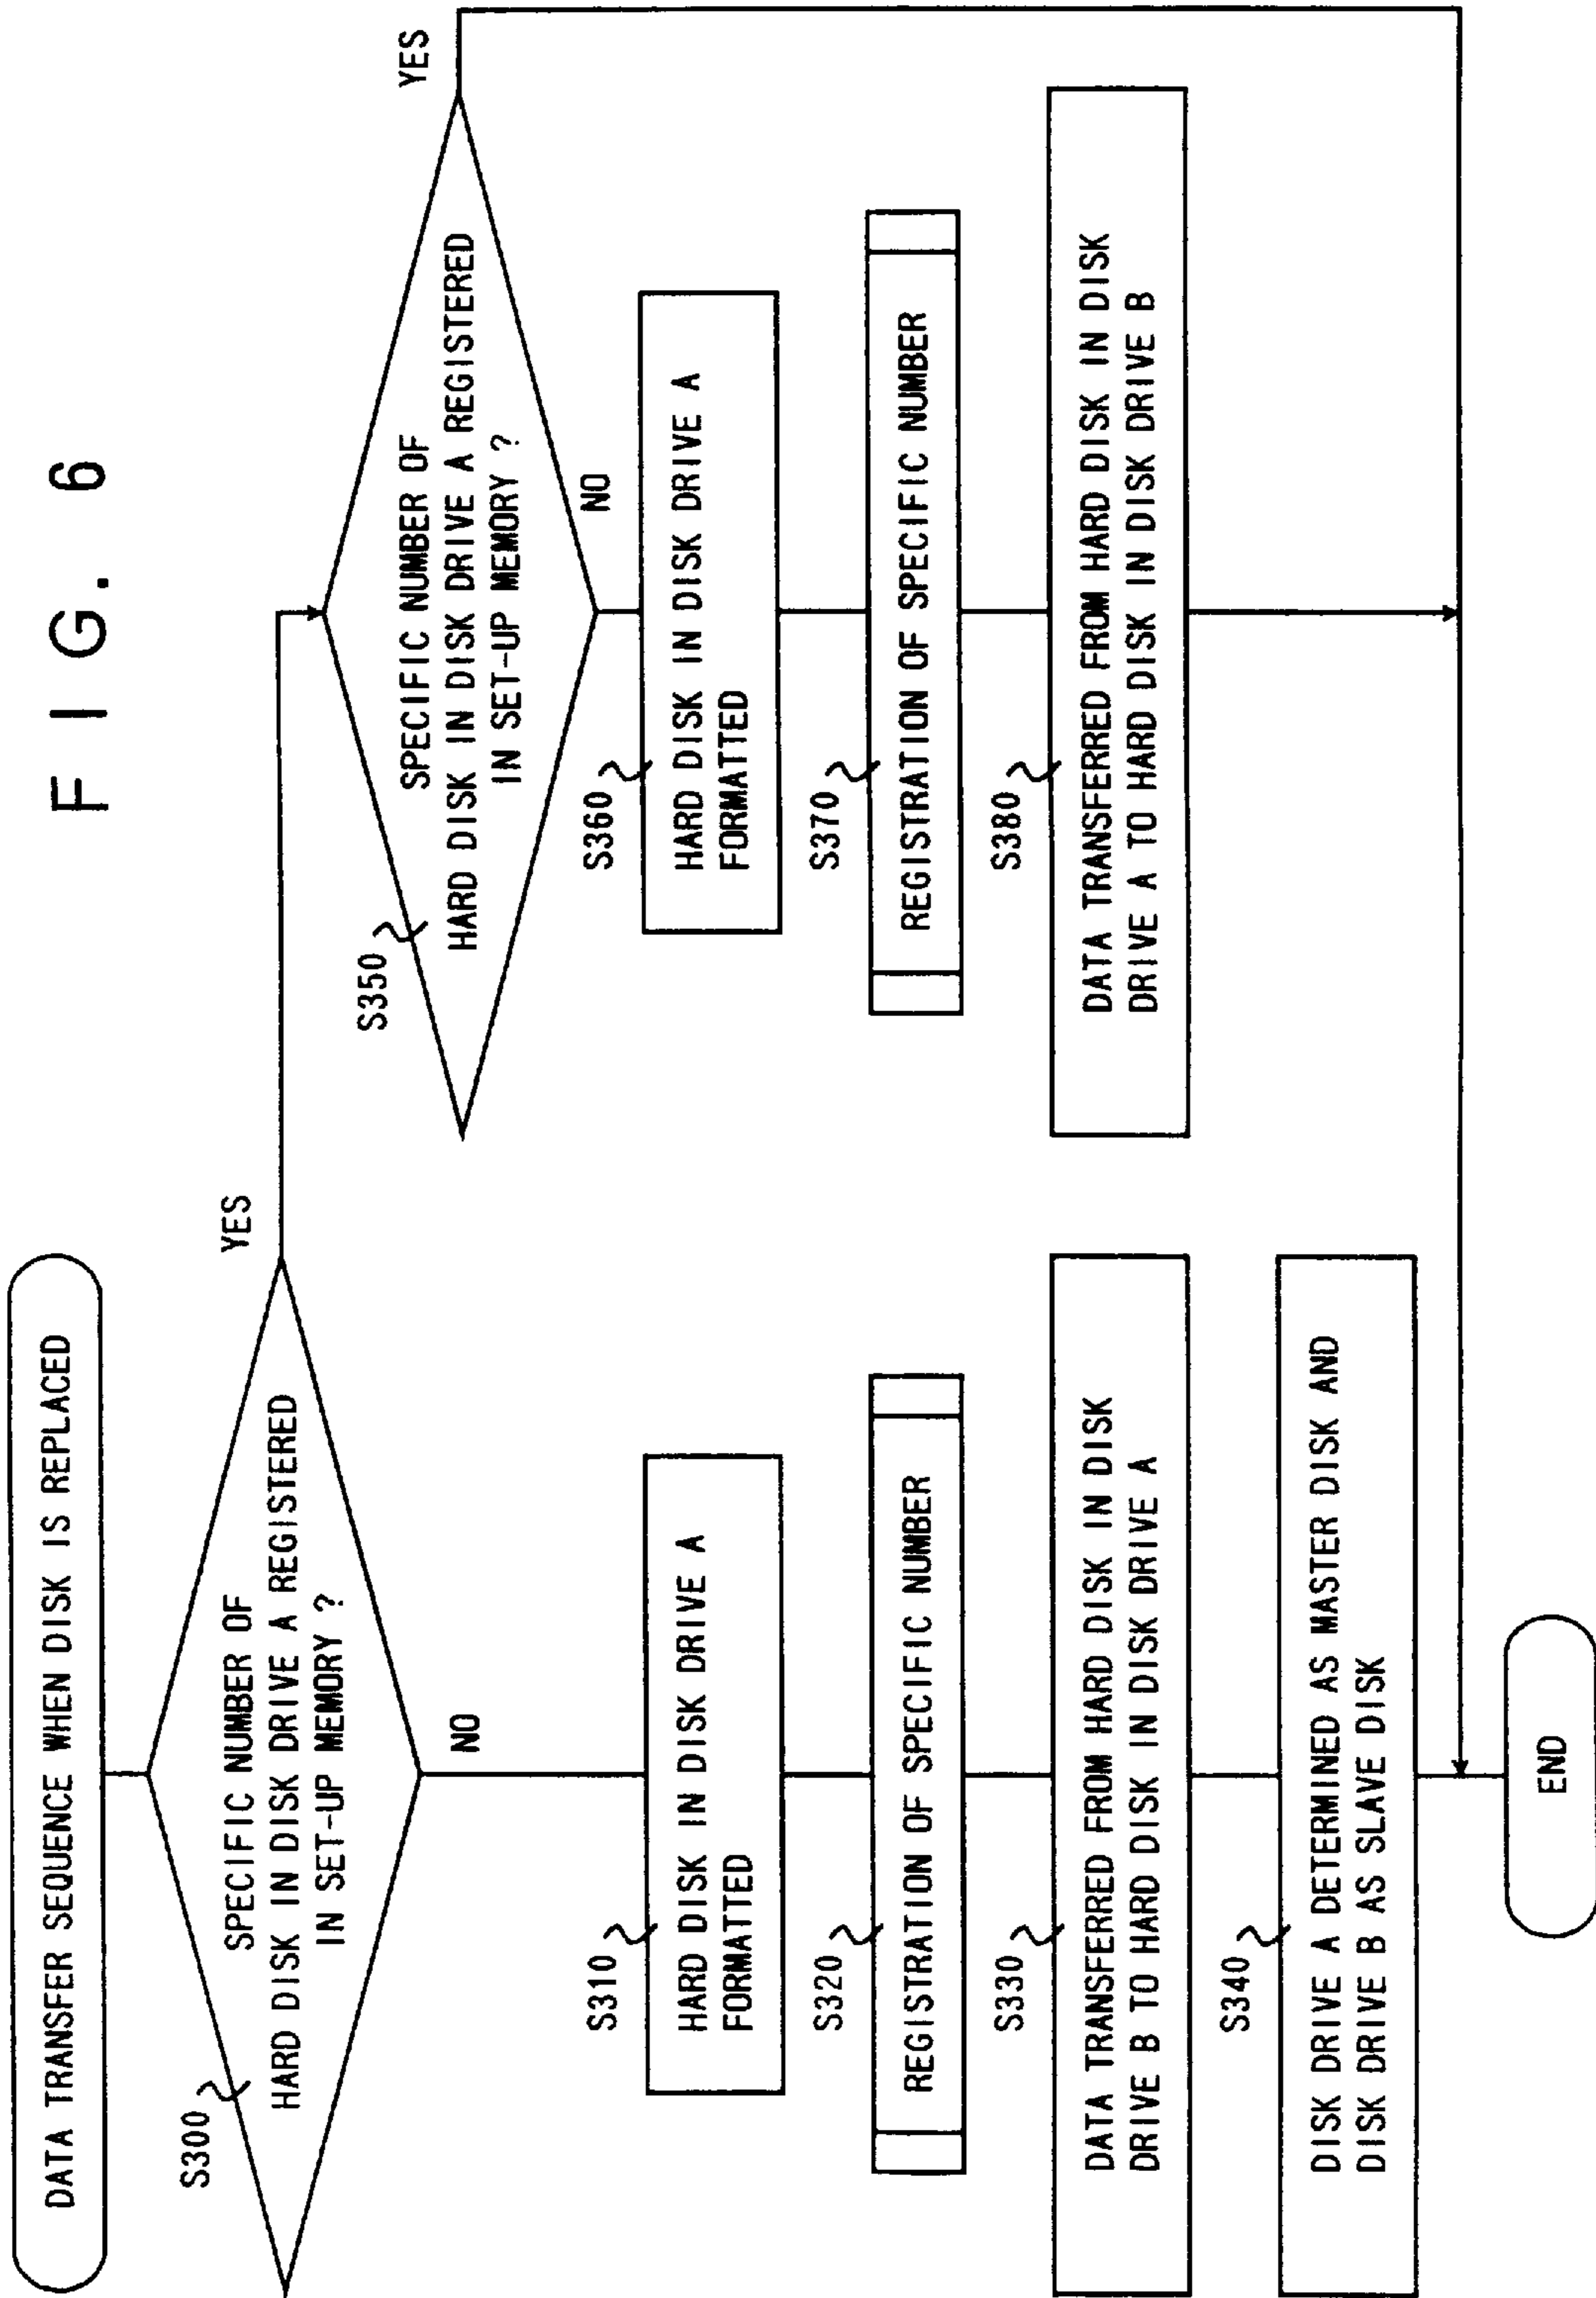 F I G. 6
DATA TRANSFER SEQUENCE WHEN DISK IS REPLACED
S300
SPECIFIC NUMBER OF
HARD DISK IN DISK DRIVE A REGISTERED
IN SET-UP MEMORY ?
YES
NO
S310
HARD DISK IN DISK DRIVE A
FORMATTED
S320
REGISTRATION OF SPECIFIC NUMBER
S330
DATA TRANSFERRED FROM HARD DISK IN DISK
DRIVE B TO HARD DISK IN DISK DRIVE A
S340
DISK DRIVE A DETERMINED AS MASTER DISK AND
DISK DRIVE B AS SLAVE DISK
END
S350
SPECIFIC NUMBER OF
HARD DISK IN DISK DRIVE A REGISTERED
IN SET-UP MEMORY ?
YES
NO
S360
HARD DISK IN DISK DRIVE A
FORMATTED
S370
REGISTRATION OF SPECIFIC NUMBER
S380
DATA TRANSFERRED FROM HARD DISK IN DISK
DRIVE A TO HARD DISK IN DISK DRIVE B